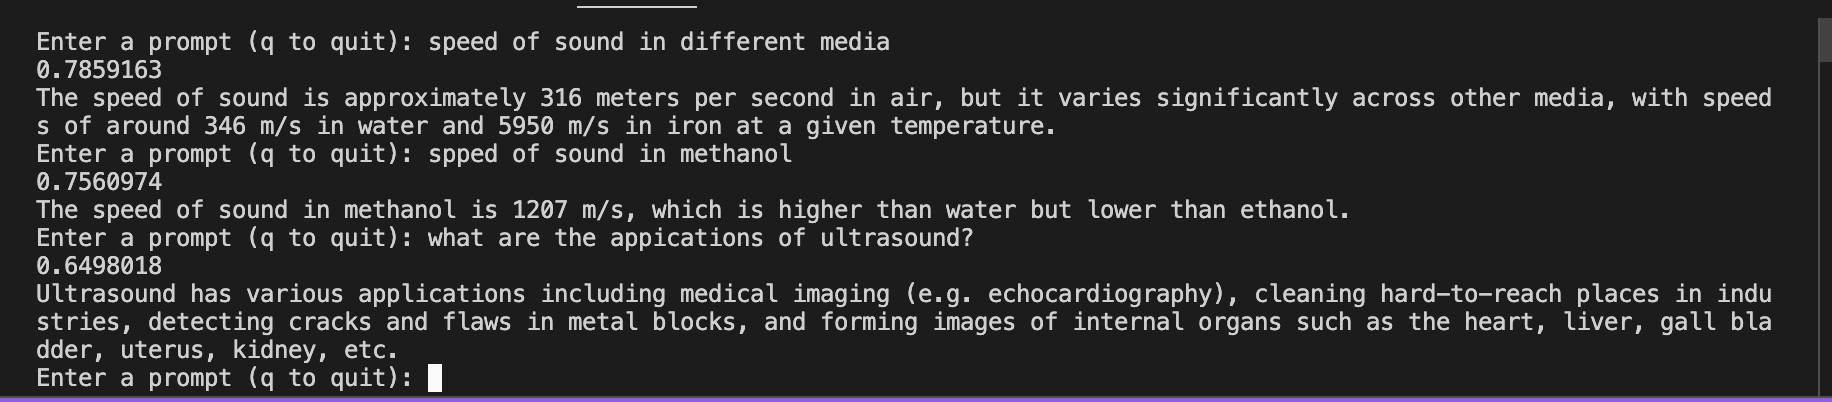 Enter a prompt (q to quit): speed of sound in different media
0.7859163
The speed of sound is approximately 316 meters per second in air, but it varies significantly across other media, with speed
s of around 346 m/s in water and 5950 m/s in iron at a given temperature.
Enter a prompt (q to quit): spped of sound in methanol
0.7560974
The speed of sound in methanol is 1207 m/s, which is higher than water but lower than ethanol.
Enter a prompt (q to quit): what are the appications of ultrasound?
0.6498018
Ultrasound has various applications including medical imaging (e.g. echocardiography), cleaning hard-to-reach places in indu
stries, detecting cracks and flaws in metal blocks, and forming images of internal organs such as the heart, liver, gall bla
dder, uterus, kidney, etc.
Enter a prompt (q to quit):